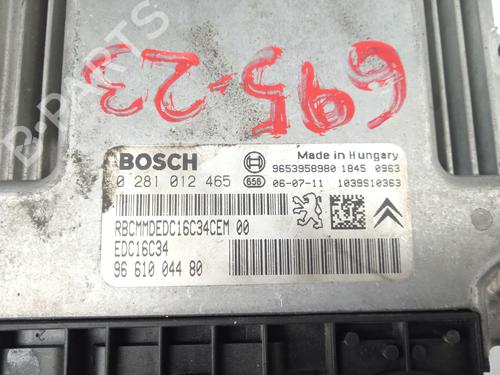 695-23
B-PARTS
BOSCH
Made in Hungary
9653958980 1845 0963
0 281 012 465
656
06-07-11 1039S10363
RBCMMDEDC16C34CEM 00
EDC16C34
96 610 044 80